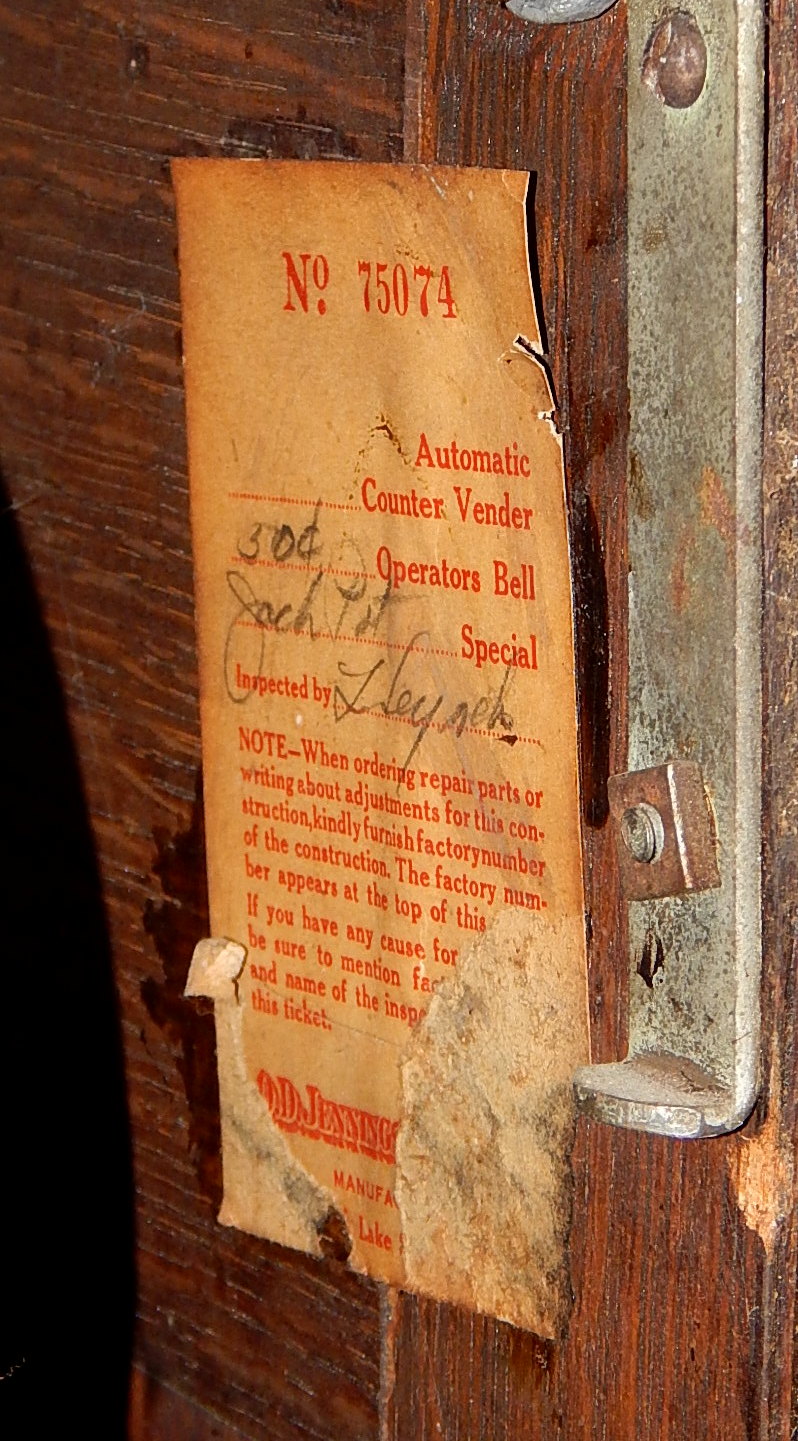 Nº 75074
Automatic
Counter Vender
50¢ Operators Bell
Jack Pot Special
Inspected by
NOTE—When ordering repair parts or
writing about adjustments for this con-
struction, kindly furnish factory number
of the construction. The factory num-
ber appears at the top of this
If you have any cause for
be sure to mention fac
and name of the inspe
this ticket.
O.D. JENNINGS
MANUFA
Lake